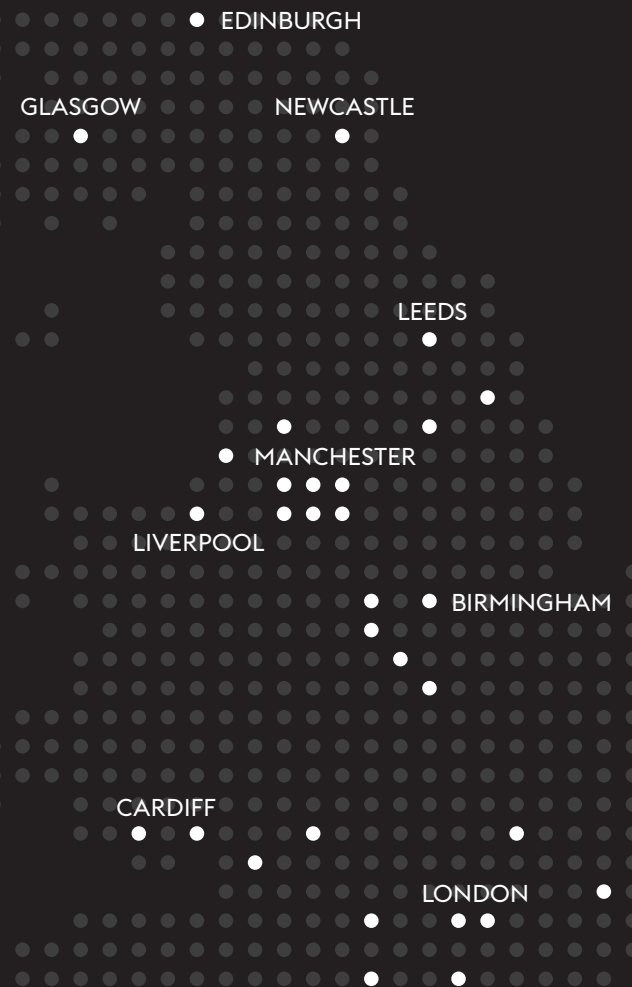 EDINBURGH
GLASGOW
NEWCASTLE
LEEDS
MANCHESTER
LIVERPOOL
BIRMINGHAM
CARDIFF
LONDON